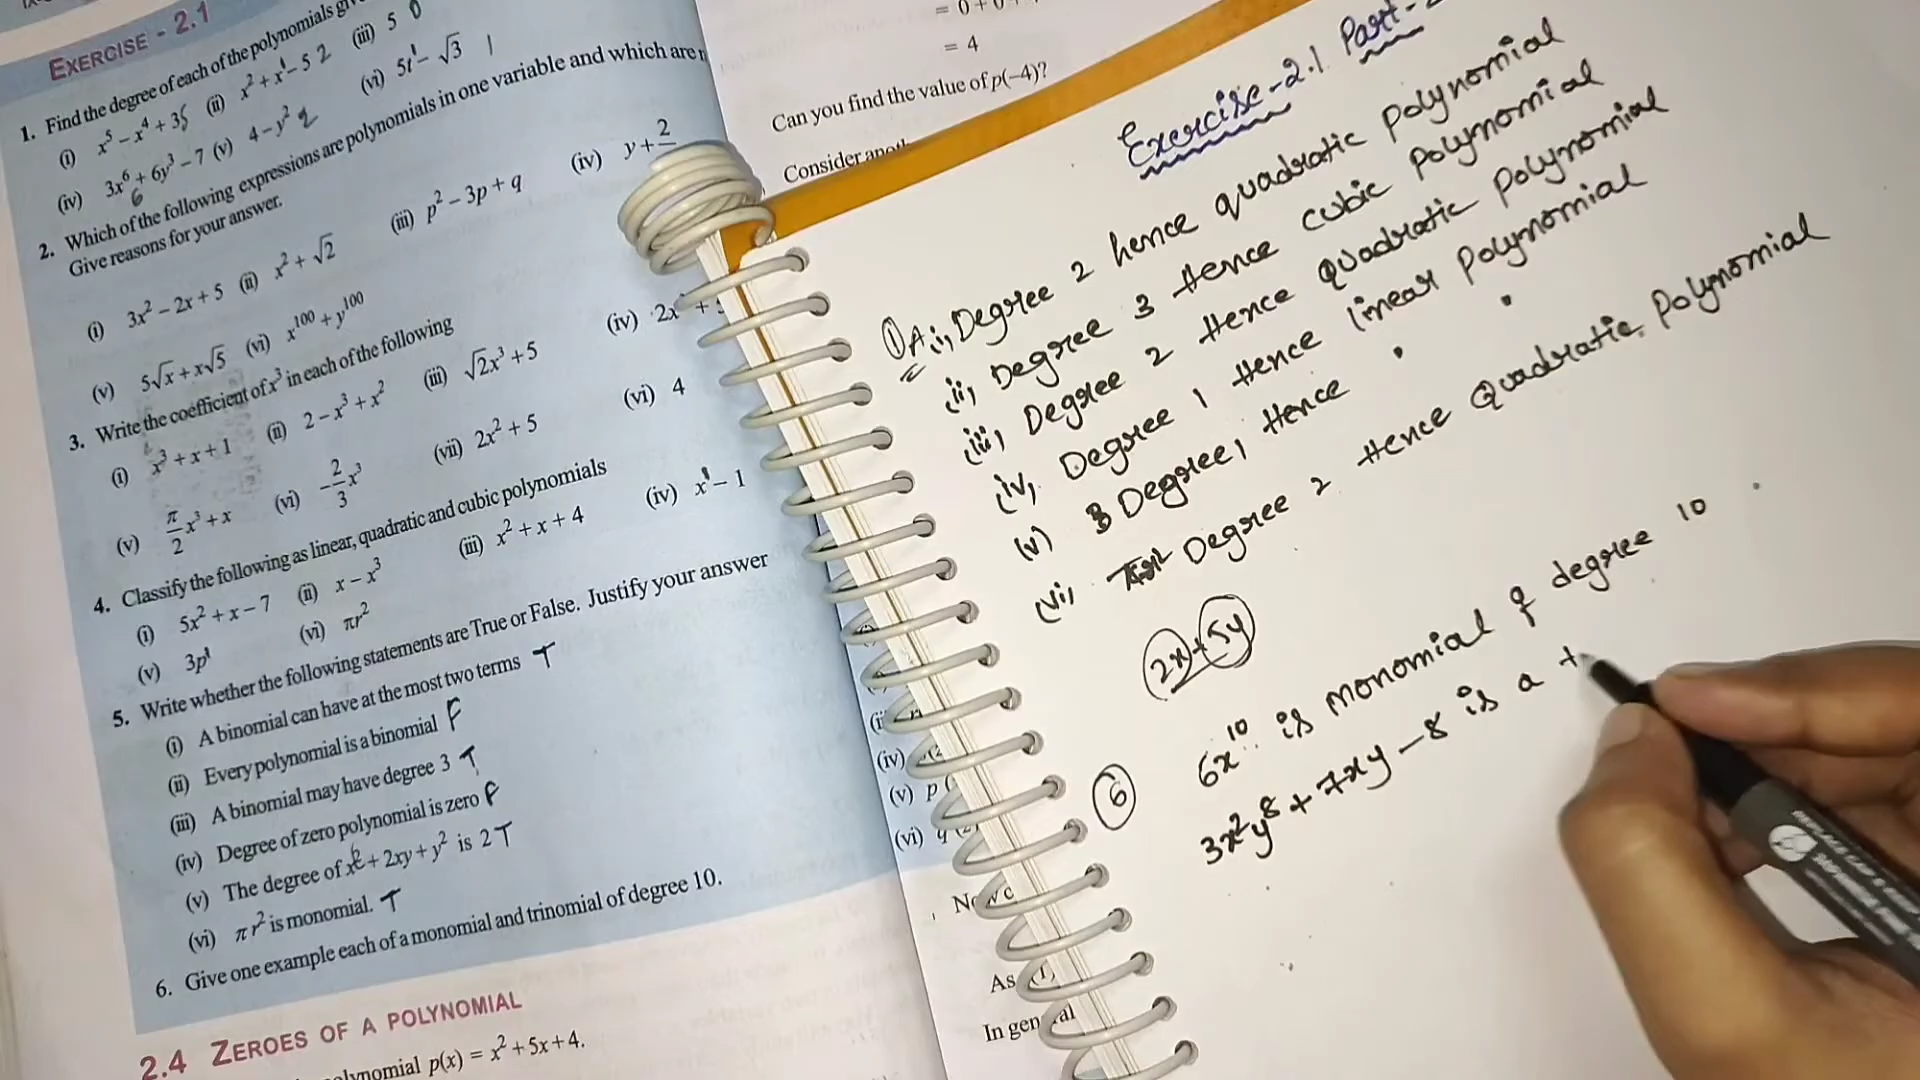 EXERCISE - 2.1
1. Find the degree of each of the polynomials
(i) x⁵ − x⁴ + 3 5 (ii) x² + x − 5 2 (iii) 5 0
(iv) 3x⁶ + 6y³ − 7 6 (v) 4 − y² 2 (vi) 5t − √3 1
2. Which of the following expressions are polynomials in one variable and which are
Give reasons for your answer.
(i) 3x² − 2x + 5 (ii) x² + √2 (iii) p² − 3p + q (iv) y + 2
(v) 5√x + x√5 (vi) x¹⁰⁰ + y¹⁰⁰
3. Write the coefficient of x³ in each of the following
(i) x³ + x + 1 (ii) 2 − x³ + x² (iii) √2x³ + 5 (iv) 2x +
(v) π/2 x³ + x (vi) −2/3 x³ (vii) 2x² + 5 (vi) 4
4. Classify the following as linear, quadratic and cubic polynomials
(i) 5x² + x − 7 (ii) x − x³ (iii) x² + x + 4 (iv) x − 1
(v) 3p (vi) πr²
5. Write whether the following statements are True or False. Justify your answer
(i) A binomial can have at the most two terms T
(ii) Every polynomial is a binomial F
(iii) A binomial may have degree 3 T
(iv) Degree of zero polynomial is zero F
(v) The degree of x² + 2xy + y² is 2 T
(vi) π r² is monomial. T
6. Give one example each of a monomial and trinomial of degree 10.
2.4 ZEROES OF A POLYNOMIAL
polynomial p(x) = x² + 5x + 4.
= 0 + 0
= 4
Can you find the value of p(−4)?
Consider
(iv)
(v) p
(vi)
As
In general
Exercise-2.1 Part-
① A i, Degree 2 hence quadratic polynomial
ii, Degree 3 Hence cubic polynomial
iii, Degree 2 Hence quadratic polynomial
iv, Degree 1 Hence linear polynomial
(v) Degree 1 Hence
(vi, Degree 2 Hence Quadratic Polynomial
2x + 5y
⑥ 6x¹⁰ is monomial of degree 10
3x²y⁸ + 7xy − 8 is a t